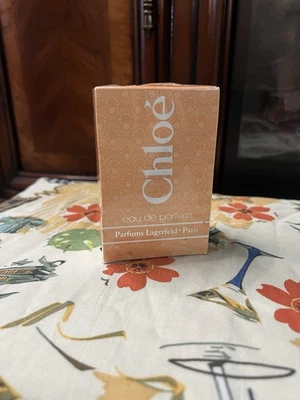 Chloé
eau de parfum
Parfums Lagerfeld - Paris